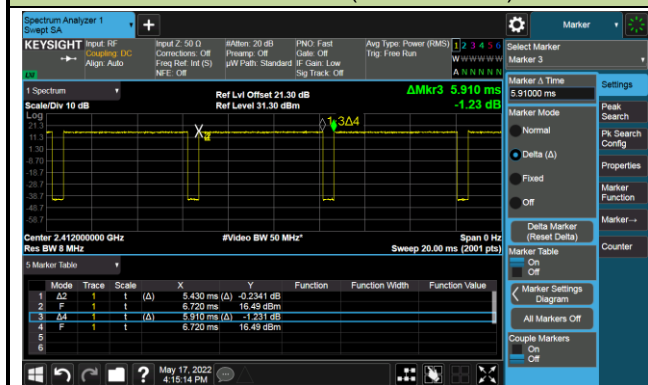 Spectrum Analyzer 1
Swept SA
+
Marker
KEYSIGHT Input: RF Input Z: 50 Ω #Atten: 20 dB PNO: Fast Avg Type: Power (RMS) 1 2 3 4 5 6
Coupling: DC Corrections: Off Preamp: Off Gate: Off Trig: Free Run W W W W W W
Align: Auto Freq Ref: Int (S) µW Path: Standard IF Gain: Low A N N N N N
NFE: Off Sig Track: Off
Select Marker
Marker 3
1 Spectrum
Ref Lvl Offset 21.30 dB ΔMkr3 5.910 ms
Scale/Div 10 dB Ref Level 31.30 dBm -1.23 dB
Log
21.3
11.3
1.30
-8.70
-18.7
-28.7
-38.7
-48.7
-58.7
3Δ4
Center 2.412000000 GHz #Video BW 50 MHz* Span 0 Hz
Res BW 8 MHz Sweep 20.00 ms (2001 pts)
5 Marker Table
Mode Trace Scale X Y Function Function Width Function Value
1 Δ2 1 t (Δ) 5.430 ms (Δ) -0.2341 dB
2 F 1 t 6.720 ms 16.49 dBm
3 Δ4 1 t (Δ) 5.910 ms (Δ) -1.231 dB
4 F 1 t 6.720 ms 16.49 dBm
5
6
Marker Δ Time
5.91000 ms
Marker Mode
Normal
Delta (Δ)
Fixed
Off
Delta Marker
(Reset Delta)
Marker Table
On
Off
Marker Settings
Diagram
All Markers Off
Couple Markers
On
Off
Settings
Peak
Search
Pk Search
Config
Properties
Marker
Function
Marker→
Counter
?
May 17, 2022
4:15:14 PM